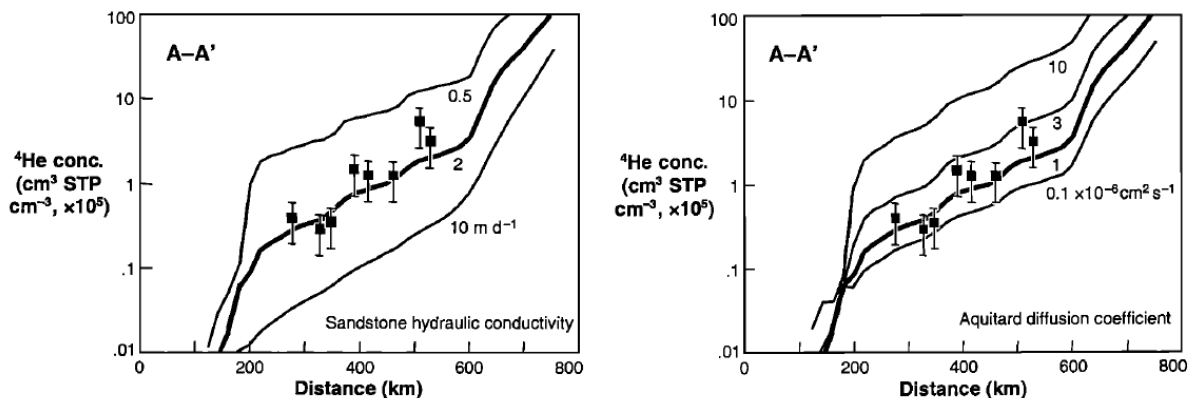 100
10
1
.1
.01
A–A'
0.5
2
10 m d⁻¹
Sandstone hydraulic conductivity
⁴He conc.
(cm³ STP
cm⁻³, ×10⁵)
0
200
400
600
800
Distance (km)
100
10
1
.1
.01
A–A'
10
3
1
0.1 ×10⁻⁶cm² s⁻¹
Aquitard diffusion coefficient
⁴He conc.
(cm³ STP
cm⁻³, ×10⁵)
0
200
400
600
800
Distance (km)